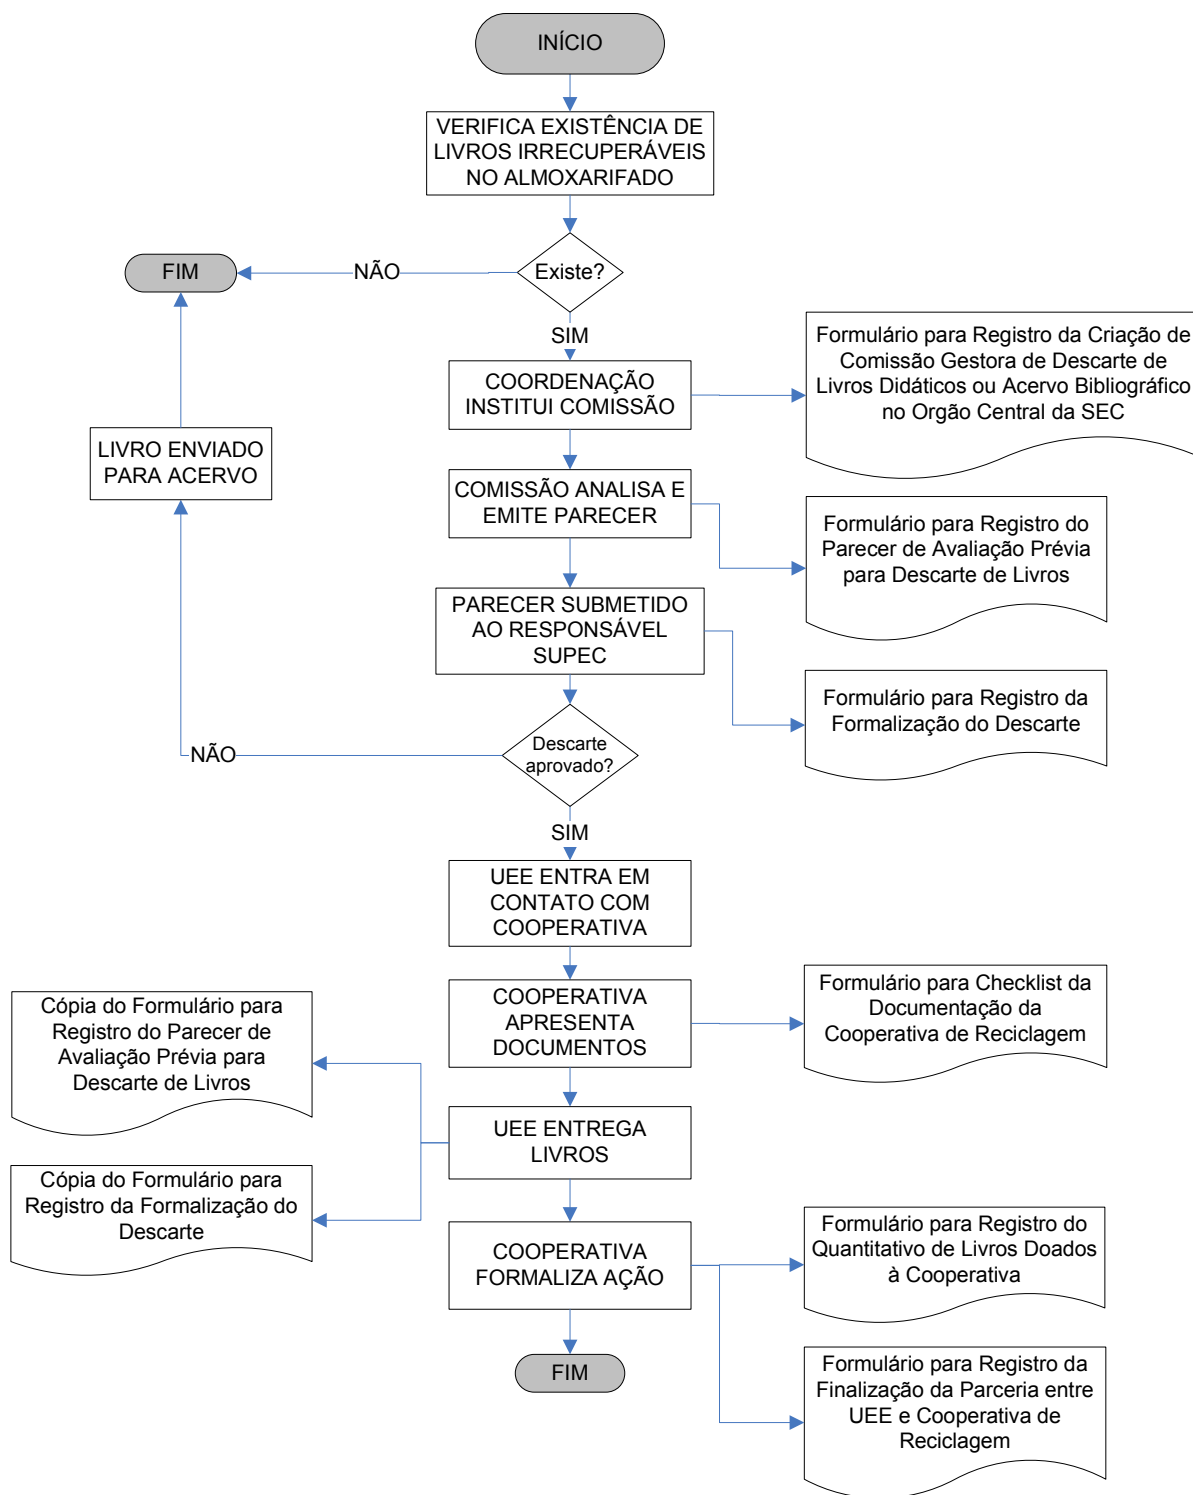 INÍCIO
VERIFICA EXISTÊNCIA DE
LIVROS IRRECUPERÁVEIS
NO ALMOXARIFADO
FIM
NÃO
Existe?
SIM
Formulário para Registro da Criação de
Comissão Gestora de Descarte de
Livros Didáticos ou Acervo Bibliográfico
no Orgão Central da SEC
COORDENAÇÃO
INSTITUI COMISSÃO
LIVRO ENVIADO
PARA ACERVO
COMISSÃO ANALISA E
EMITE PARECER
Formulário para Registro do
Parecer de Avaliação Prévia
para Descarte de Livros
PARECER SUBMETIDO
AO RESPONSÁVEL
SUPEC
Formulário para Registro da
Formalização do Descarte
NÃO
Descarte
aprovado?
SIM
UEE ENTRA EM
CONTATO COM
COOPERATIVA
COOPERATIVA
APRESENTA
DOCUMENTOS
Formulário para Checklist da
Documentação da
Cooperativa de Reciclagem
Cópia do Formulário para
Registro do Parecer de
Avaliação Prévia para
Descarte de Livros
UEE ENTREGA
LIVROS
Cópia do Formulário para
Registro da Formalização do
Descarte
COOPERATIVA
FORMALIZA AÇÃO
Formulário para Registro do
Quantitativo de Livros Doados
à Cooperativa
FIM
Formulário para Registro da
Finalização da Parceria entre
UEE e Cooperativa de
Reciclagem